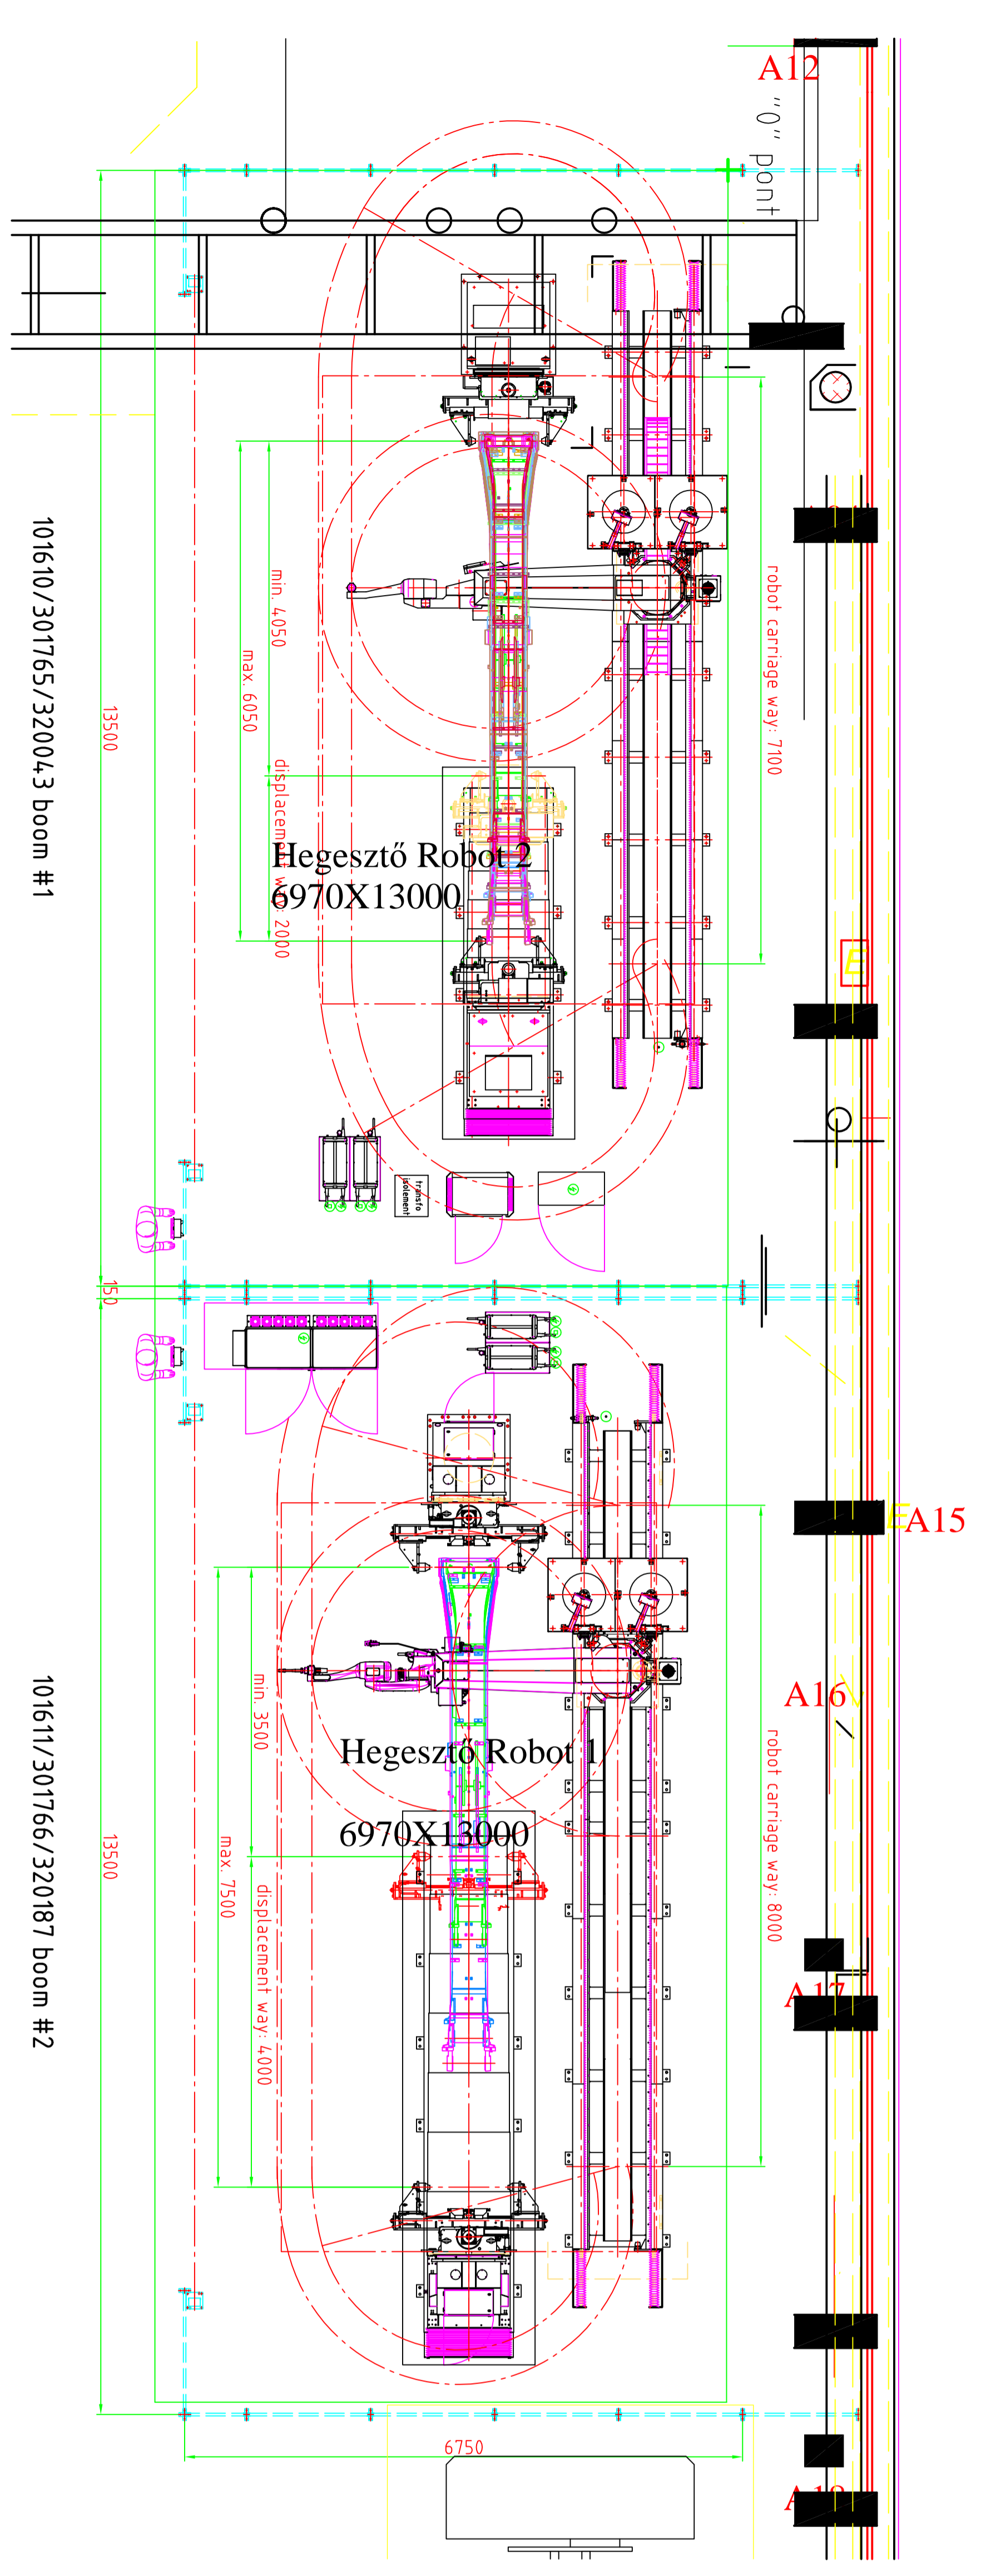 A12
"0" pont
robot carriage way: 7100
min. 4050
max. 6050
displacement way: 2000
13500
101610/301765/320043 boom #1
Hegesztő Robot 2
6970X13000
E
transfo
isolement
150
E
A15
A16
robot carriage way: 8000
min. 3500
max. 7500
displacement way: 4000
13500
101611/301766/320187 boom #2
Hegesztő Robot 1
6970X13000
A17
6750